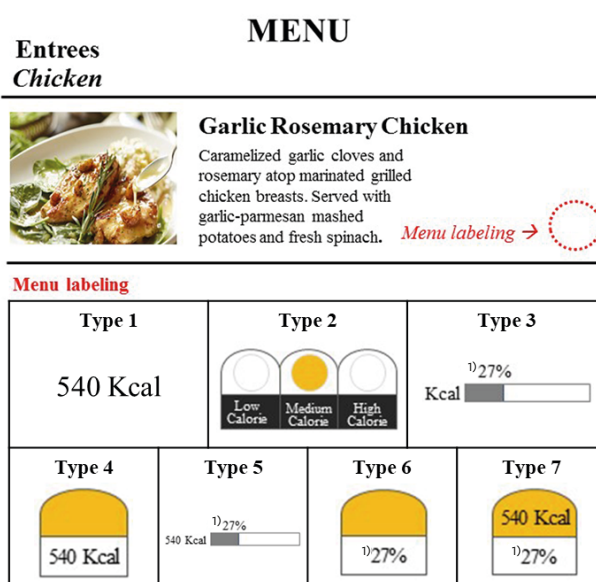 MENU
Entrees
Chicken
Garlic Rosemary Chicken
Caramelized garlic cloves and
rosemary atop marinated grilled
chicken breasts. Served with
garlic-parmesan mashed
potatoes and fresh spinach.
Menu labeling →
Menu labeling
Type 1
Type 2
Type 3
540 Kcal
Low
Calorie
Medium
Calorie
High
Calorie
1)27%
Kcal
Type 4
Type 5
Type 6
Type 7
540 Kcal
1)27%
540 Kcal
1)27%
540 Kcal
1)27%